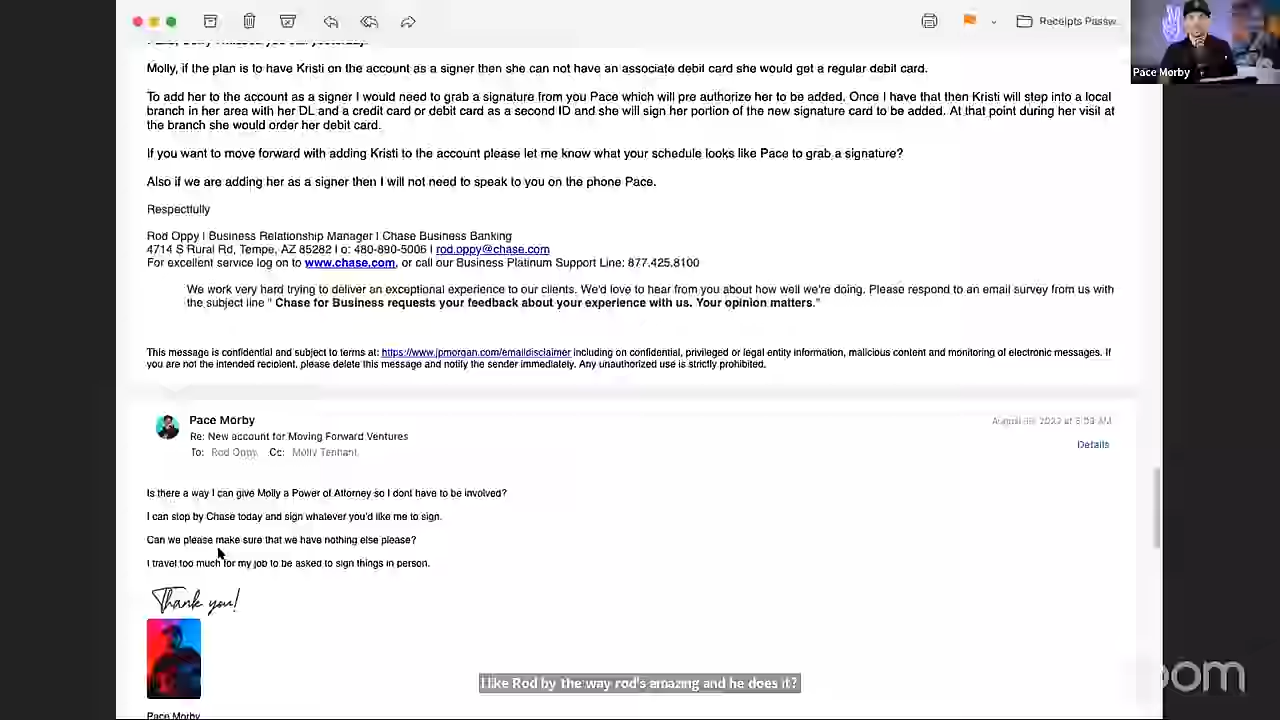 Receipts Passw...
Pace Morby
Molly, if the plan is to have Kristi on the account as a signer then she can not have an associate debit card she would get a regular debit card.
To add her to the account as a signer I would need to grab a signature from you Pace which will pre authorize her to be added. Once I have that then Kristi will step into a local
branch in her area with her DL and a credit card or debit card as a second ID and she will sign her portion of the new signature card to be added. At that point during her visit at
the branch she would order her debit card.
If you want to move forward with adding Kristi to the account please let me know what your schedule looks like Pace to grab a signature?
Also if we are adding her as a signer then I will not need to speak to you on the phone Pace.
Respectfully
Rod Oppy | Business Relationship Manager | Chase Business Banking
4714 S Rural Rd, Tempe, AZ 85282 | o: 480-890-5006 | rod.oppy@chase.com
For excellent service log on to www.chase.com, or call our Business Platinum Support Line: 877.425.8100
We work very hard trying to deliver an exceptional experience to our clients. We'd love to hear from you about how well we're doing. Please respond to an email survey from us with
the subject line " Chase for Business requests your feedback about your experience with us. Your opinion matters."
This message is confidential and subject to terms at: https://www.jpmorgan.com/emaildisclaimer including on confidential, privileged or legal entity information, malicious content and monitoring of electronic messages. If
you are not the intended recipient, please delete this message and notify the sender immediately. Any unauthorized use is strictly prohibited.
Pace Morby
August 2022 at AM
Re: New account for Moving Forward Ventures
Details
To: Rod Oppy Cc: Molly Tennant
Is there a way I can give Molly a Power of Attorney so I dont have to be involved?
I can stop by Chase today and sign whatever you'd like me to sign.
Can we please make sure that we have nothing else please?
I travel too much for my job to be asked to sign things in person.
Thank you!
I like Rod by the way rod's amazing and he does it?
oom
Pace Morby